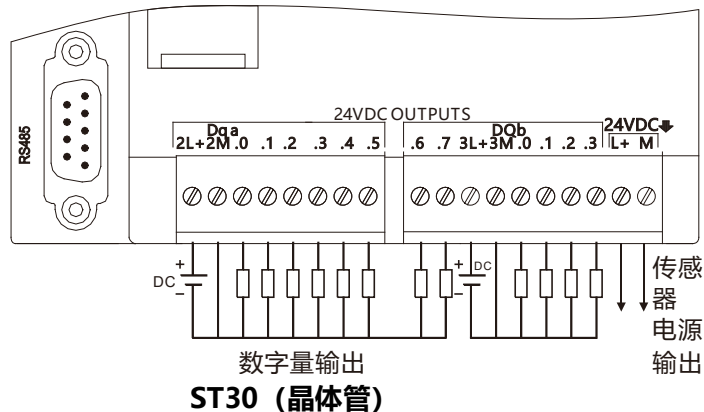 RS485
24VDC OUTPUTS
Dqa
DQb
24VDC
2L+ 2M .0 .1 .2 .3 .4 .5
.6 .7 3L+ 3M .0 .1 .2 .3 L+ M
+
DC
−
+
DC
−
传感
器
电源
输出
数字量输出
ST30（晶体管）